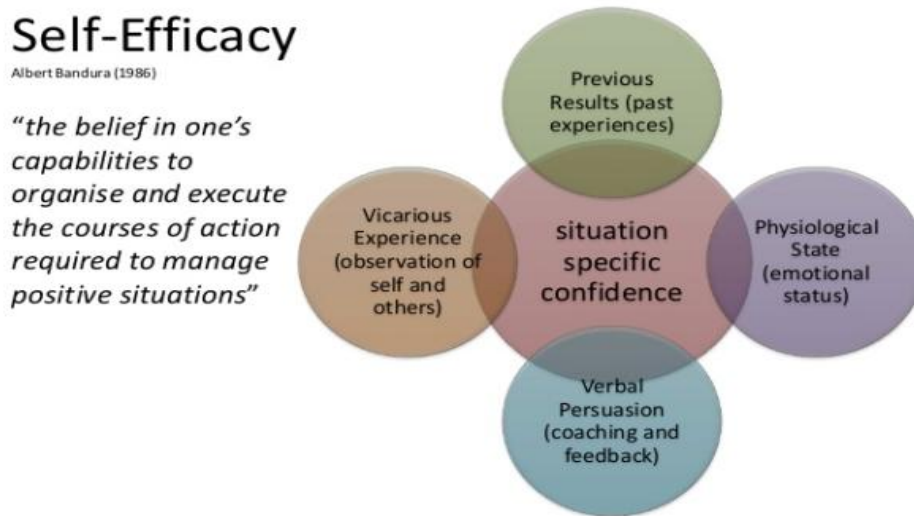 Self-Efficacy
Albert Bandura (1986)
“the belief in one’s
capabilities to
organise and execute
the courses of action
required to manage
positive situations”
Previous
Results (past
experiences)
Vicarious
Experience
(observation of
self and
others)
situation
specific
confidence
Physiological
State
(emotional
status)
Verbal
Persuasion
(coaching and
feedback)